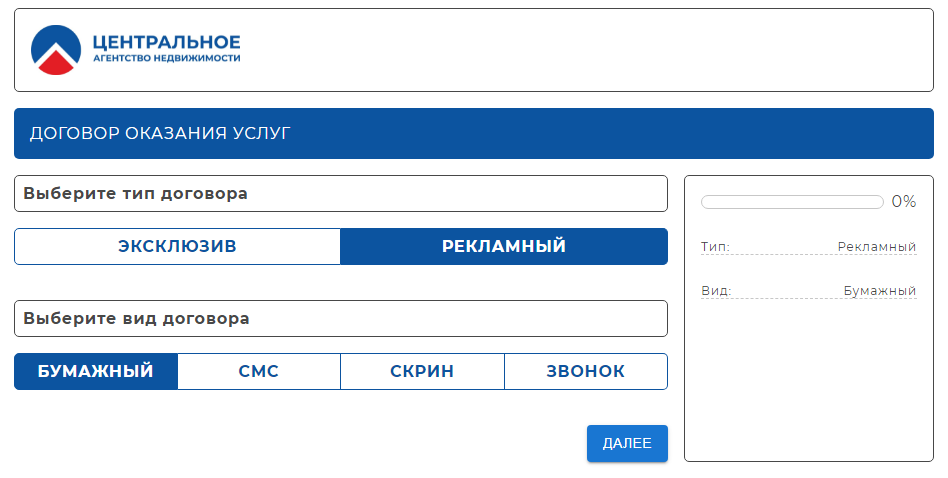 ЦЕНТРАЛЬНОЕ
АГЕНТСТВО НЕДВИЖИМОСТИ
ДОГОВОР ОКАЗАНИЯ УСЛУГ
Выберите тип договора
ЭКСКЛЮЗИВ РЕКЛАМНЫЙ
Выберите вид договора
БУМАЖНЫЙ СМС СКРИН ЗВОНОК
ДАЛЕЕ
0%
Тип: Рекламный
Вид: Бумажный